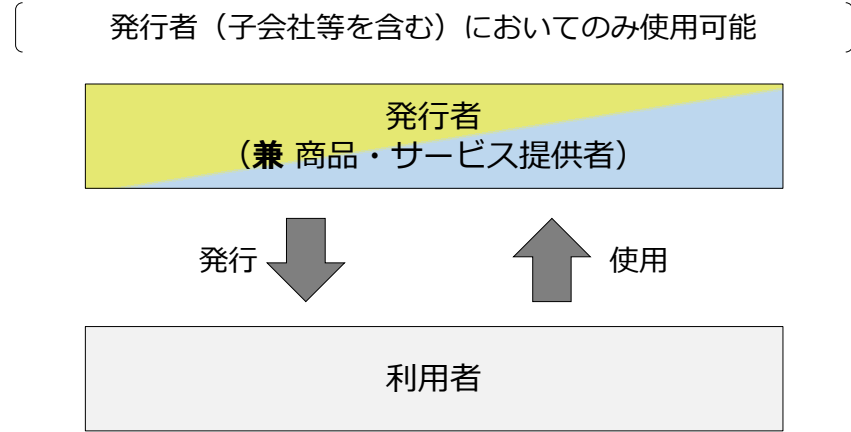 発行者（子会社等を含む）においてのみ使用可能
発行者
（兼 商品・サービス提供者）
発行
使用
利用者